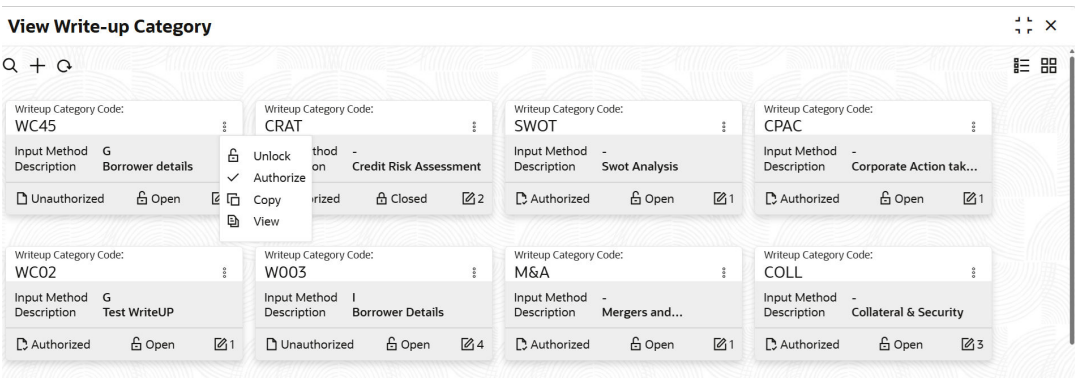 View Write-up Category
Writeup Category Code:
WC45
Input Method G
Description Borrower details
Unauthorized Open
Unlock
Authorize
Copy
View
Writeup Category Code:
CRAT
-
Credit Risk Assessment
Closed 2
Writeup Category Code:
SWOT
Input Method -
Description Swot Analysis
Authorized Open 1
Writeup Category Code:
CPAC
Input Method -
Description Corporate Action tak...
Authorized Open 1
Writeup Category Code:
WC02
Input Method G
Description Test WriteUP
Authorized Open 1
Writeup Category Code:
W003
Input Method I
Description Borrower Details
Unauthorized Open 4
Writeup Category Code:
M&A
Input Method -
Description Mergers and...
Authorized Open 1
Writeup Category Code:
COLL
Input Method -
Description Collateral & Security
Authorized Open 3